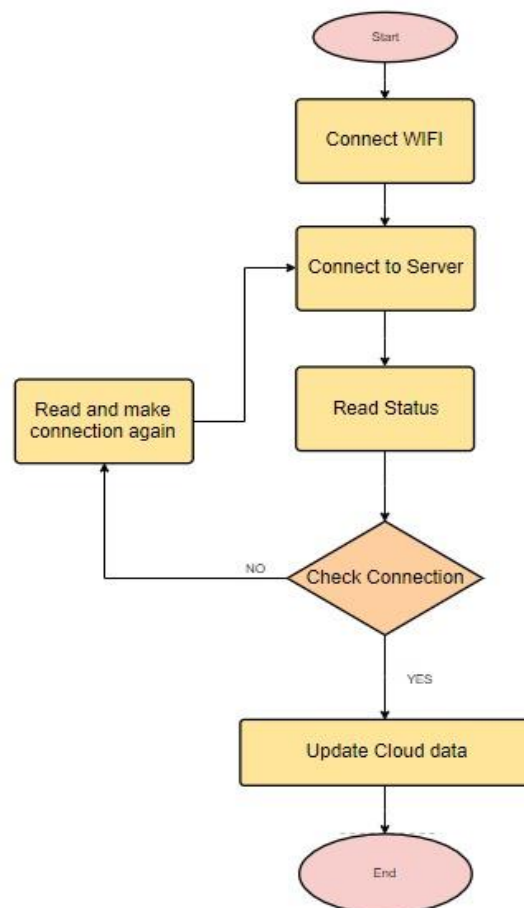 Start
Connect WIFI
Connect to Server
Read and make
connection again
Read Status
NO
Check Connection
YES
Update Cloud data
End